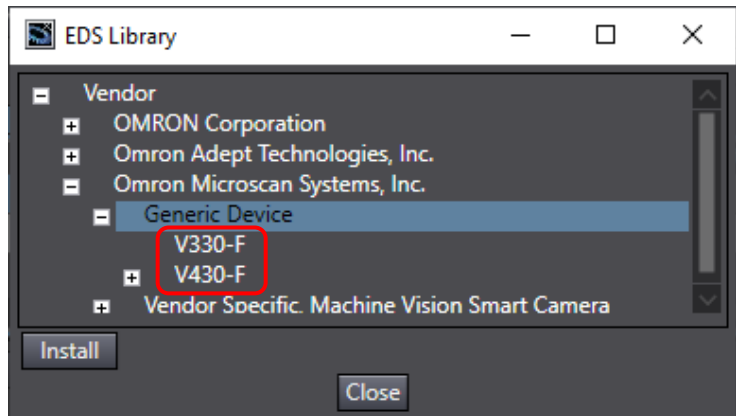 EDS Library
Vendor
OMRON Corporation
Omron Adept Technologies, Inc.
Omron Microscan Systems, Inc.
Generic Device
V330-F
V430-F
Vendor Specific. Machine Vision Smart Camera
Install
Close